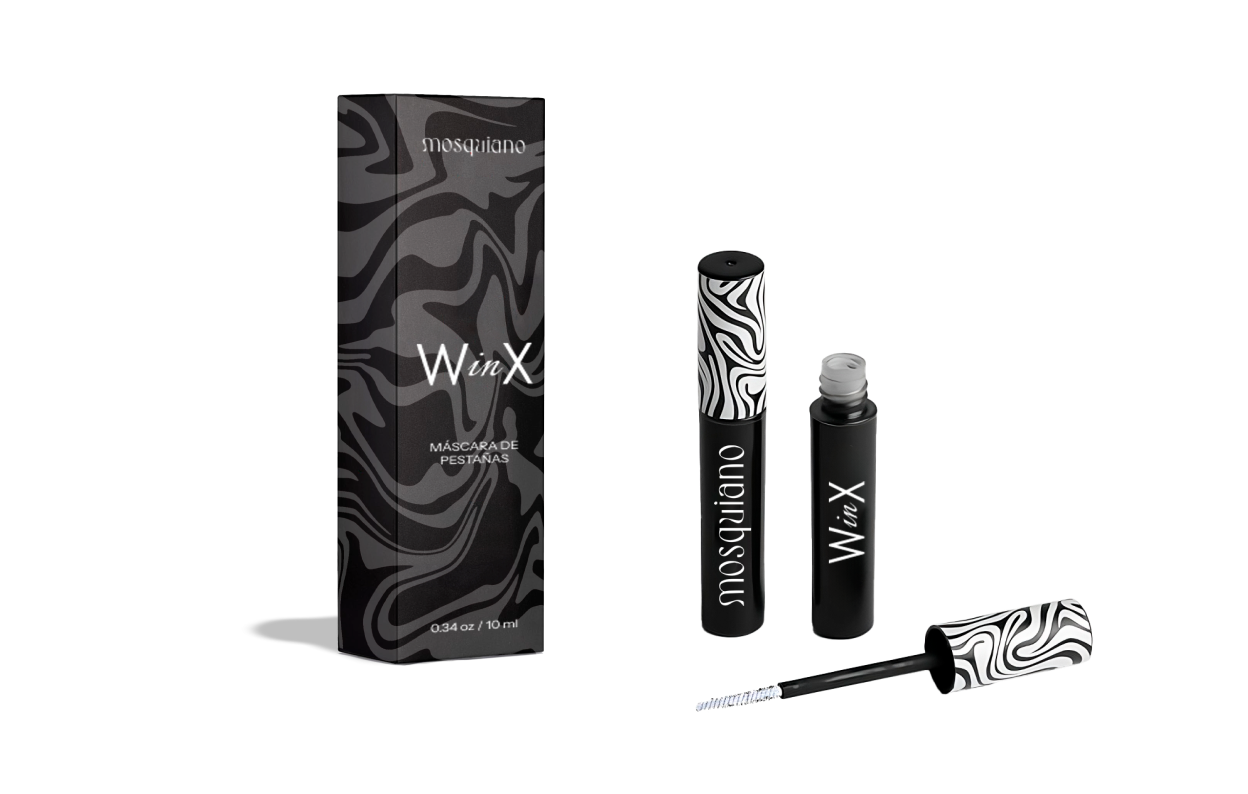 mosquiano
WinX
MÁSCARA DE
PESTAÑAS
0.34 oz / 10 ml
mosquiano
WinX